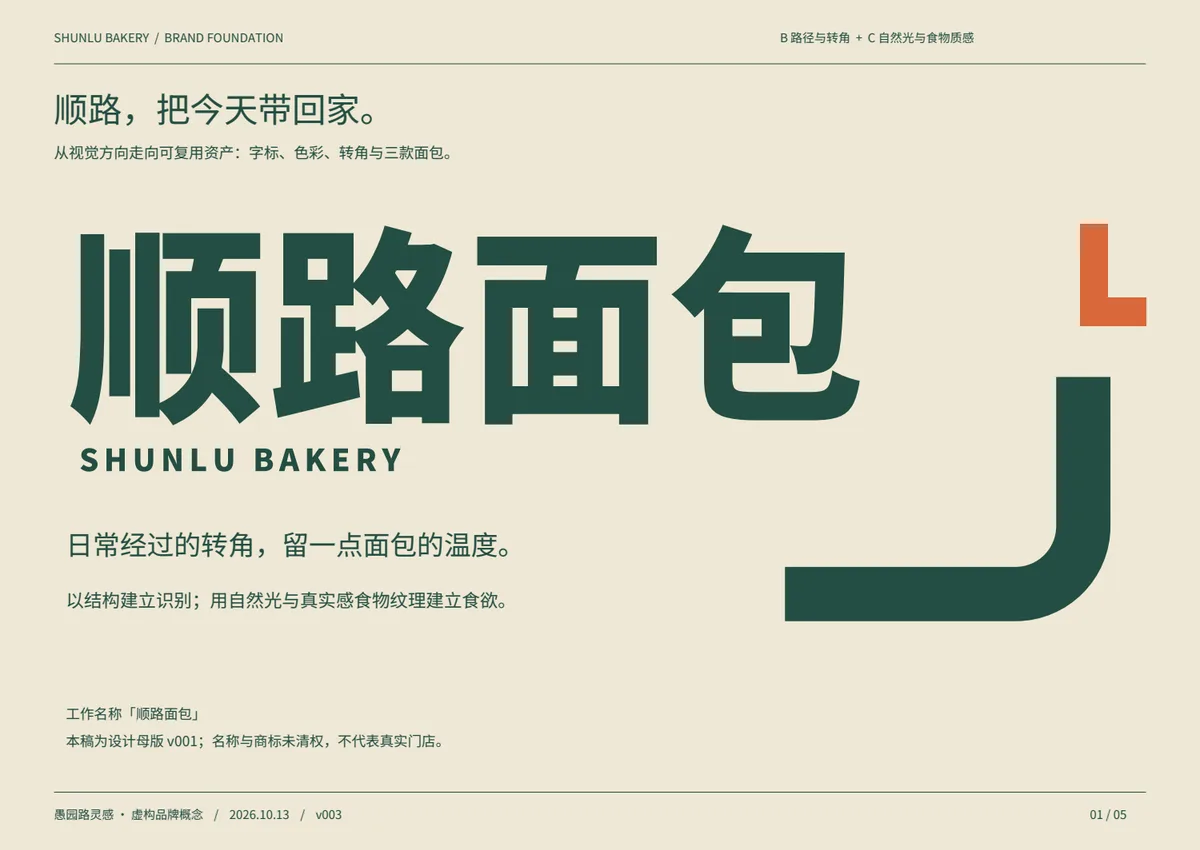 SHUNLU BAKERY / BRAND FOUNDATION
B 路径与转角 + C 自然光与食物质感
顺路，把今天带回家。
从视觉方向走向可复用资产：字标、色彩、转角与三款面包。
顺路面包
SHUNLU BAKERY
日常经过的转角，留一点面包的温度。
以结构建立识别；用自然光与真实感食物纹理建立食欲。
工作名称「顺路面包」
本稿为设计母版 v001；名称与商标未清权，不代表真实门店。
愚园路灵感 · 虚构品牌概念 / 2026.10.13 / v003
01 / 05